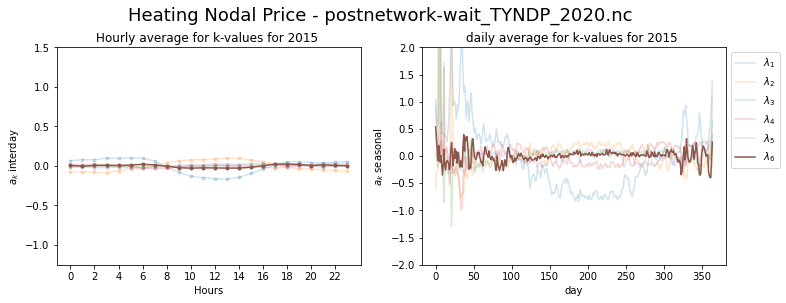 Heating Nodal Price - postnetwork-wait_TYNDP_2020.nc
Hourly average for k-values for 2015
1.5
1.0
0.5
0.0
−0.5
−1.0
aₖ interday
0 2 4 6 8 10 12 14 16 18 20 22
Hours
daily average for k-values for 2015
2.0
1.5
1.0
0.5
0.0
−0.5
−1.0
−1.5
−2.0
aₖ seasonal
0 50 100 150 200 250 300 350
day
λ₁
λ₂
λ₃
λ₄
λ₅
λ₆